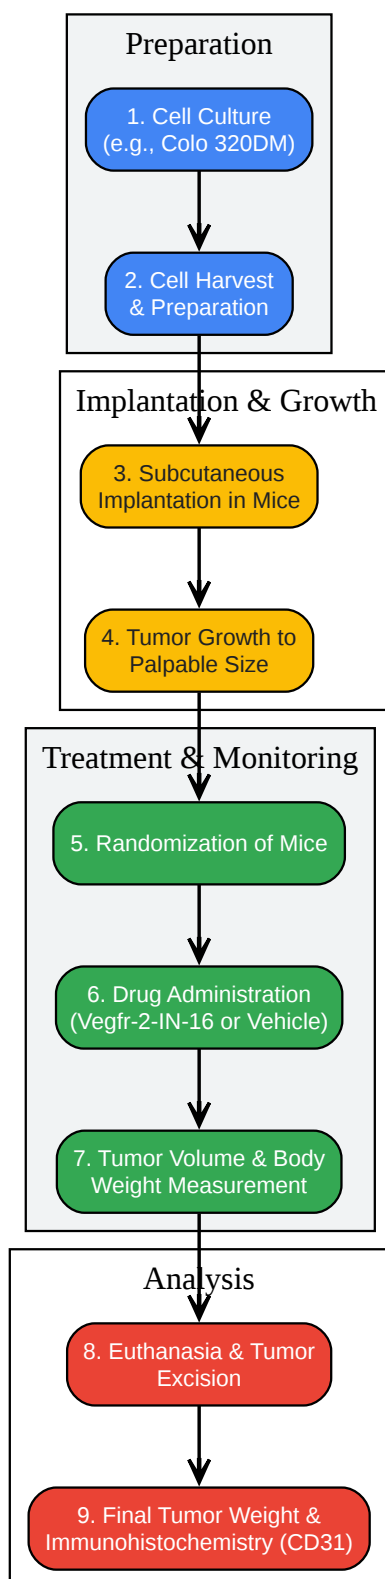 Preparation
1. Cell Culture
(e.g., Colo 320DM)
2. Cell Harvest
& Preparation
Implantation & Growth
3. Subcutaneous
Implantation in Mice
4. Tumor Growth to
Palpable Size
Treatment & Monitoring
5. Randomization of Mice
6. Drug Administration
(Vegfr-2-IN-16 or Vehicle)
7. Tumor Volume & Body
Weight Measurement
Analysis
8. Euthanasia & Tumor
Excision
9. Final Tumor Weight &
Immunohistochemistry (CD31)